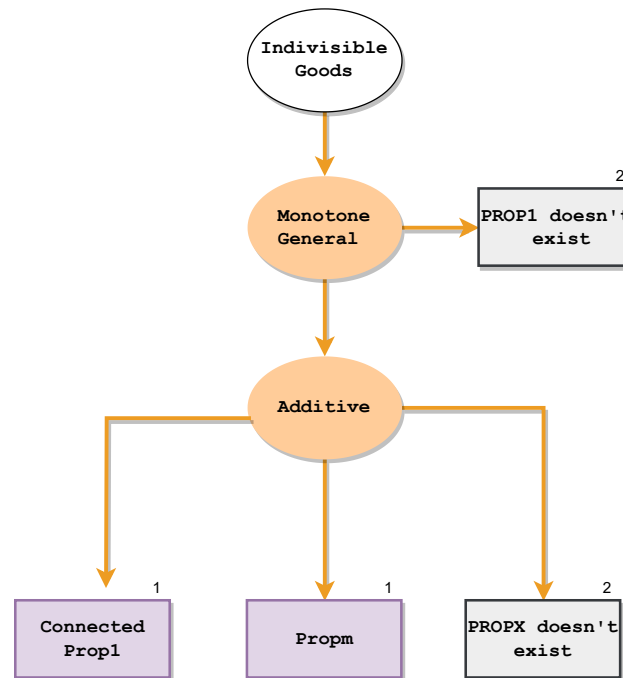 Indivisible
Goods
2
Monotone
General
PROP1 doesn't
exist
Additive
1
1
2
Connected
Prop1
Propm
PROPX doesn't
exist